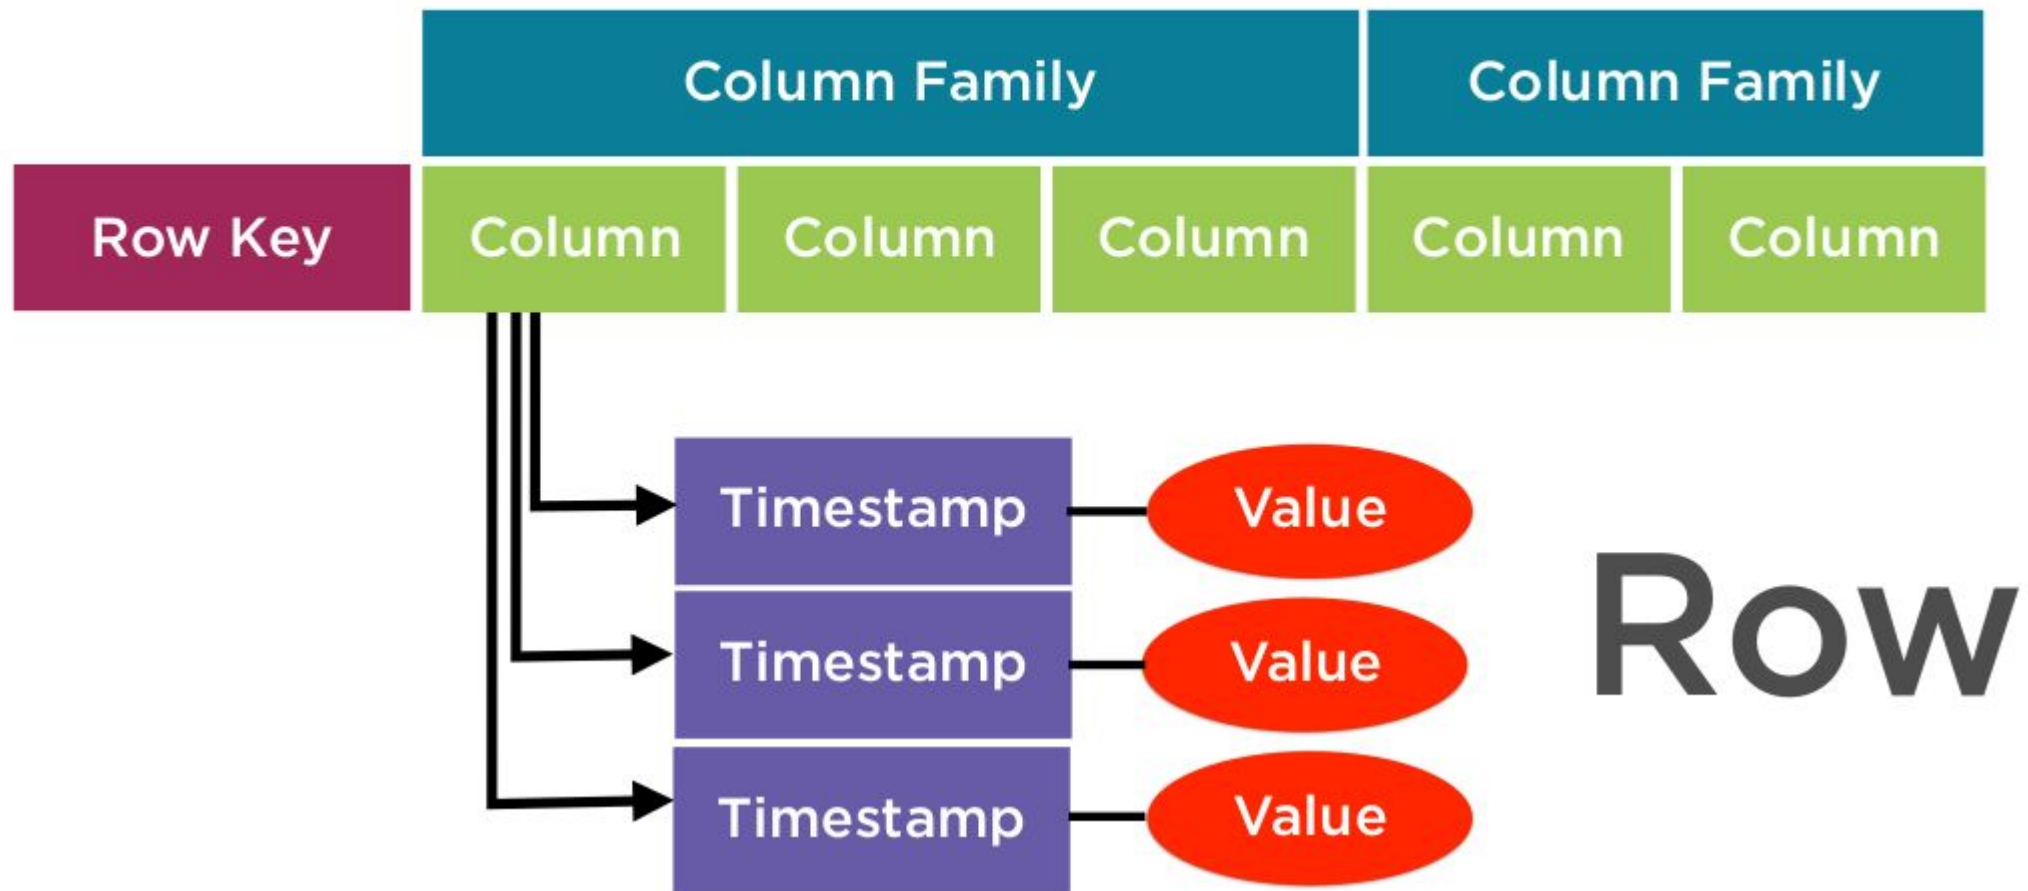 Column Family Column Family
Row Key Column Column Column Column Column
Timestamp Value
Timestamp Value
Timestamp Value
Row